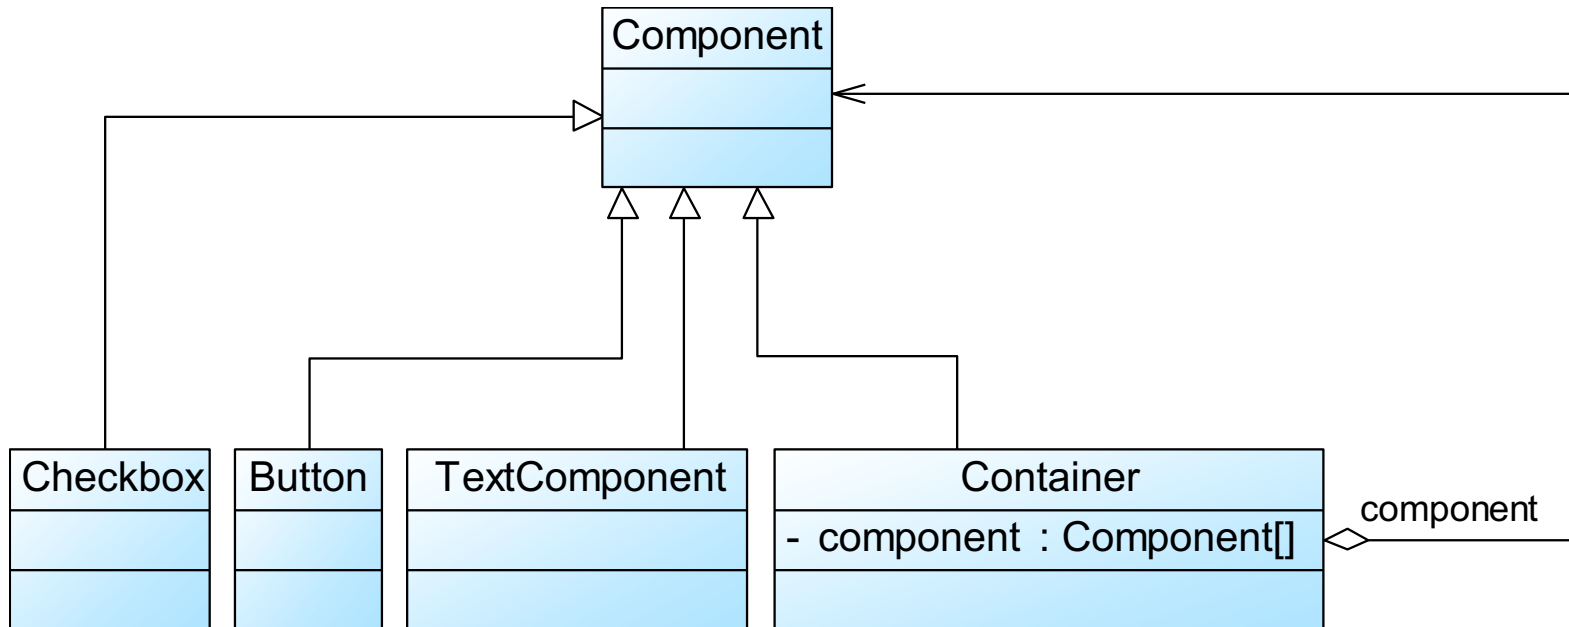 Component
Checkbox
Button
TextComponent
Container
- component : Component[]
component